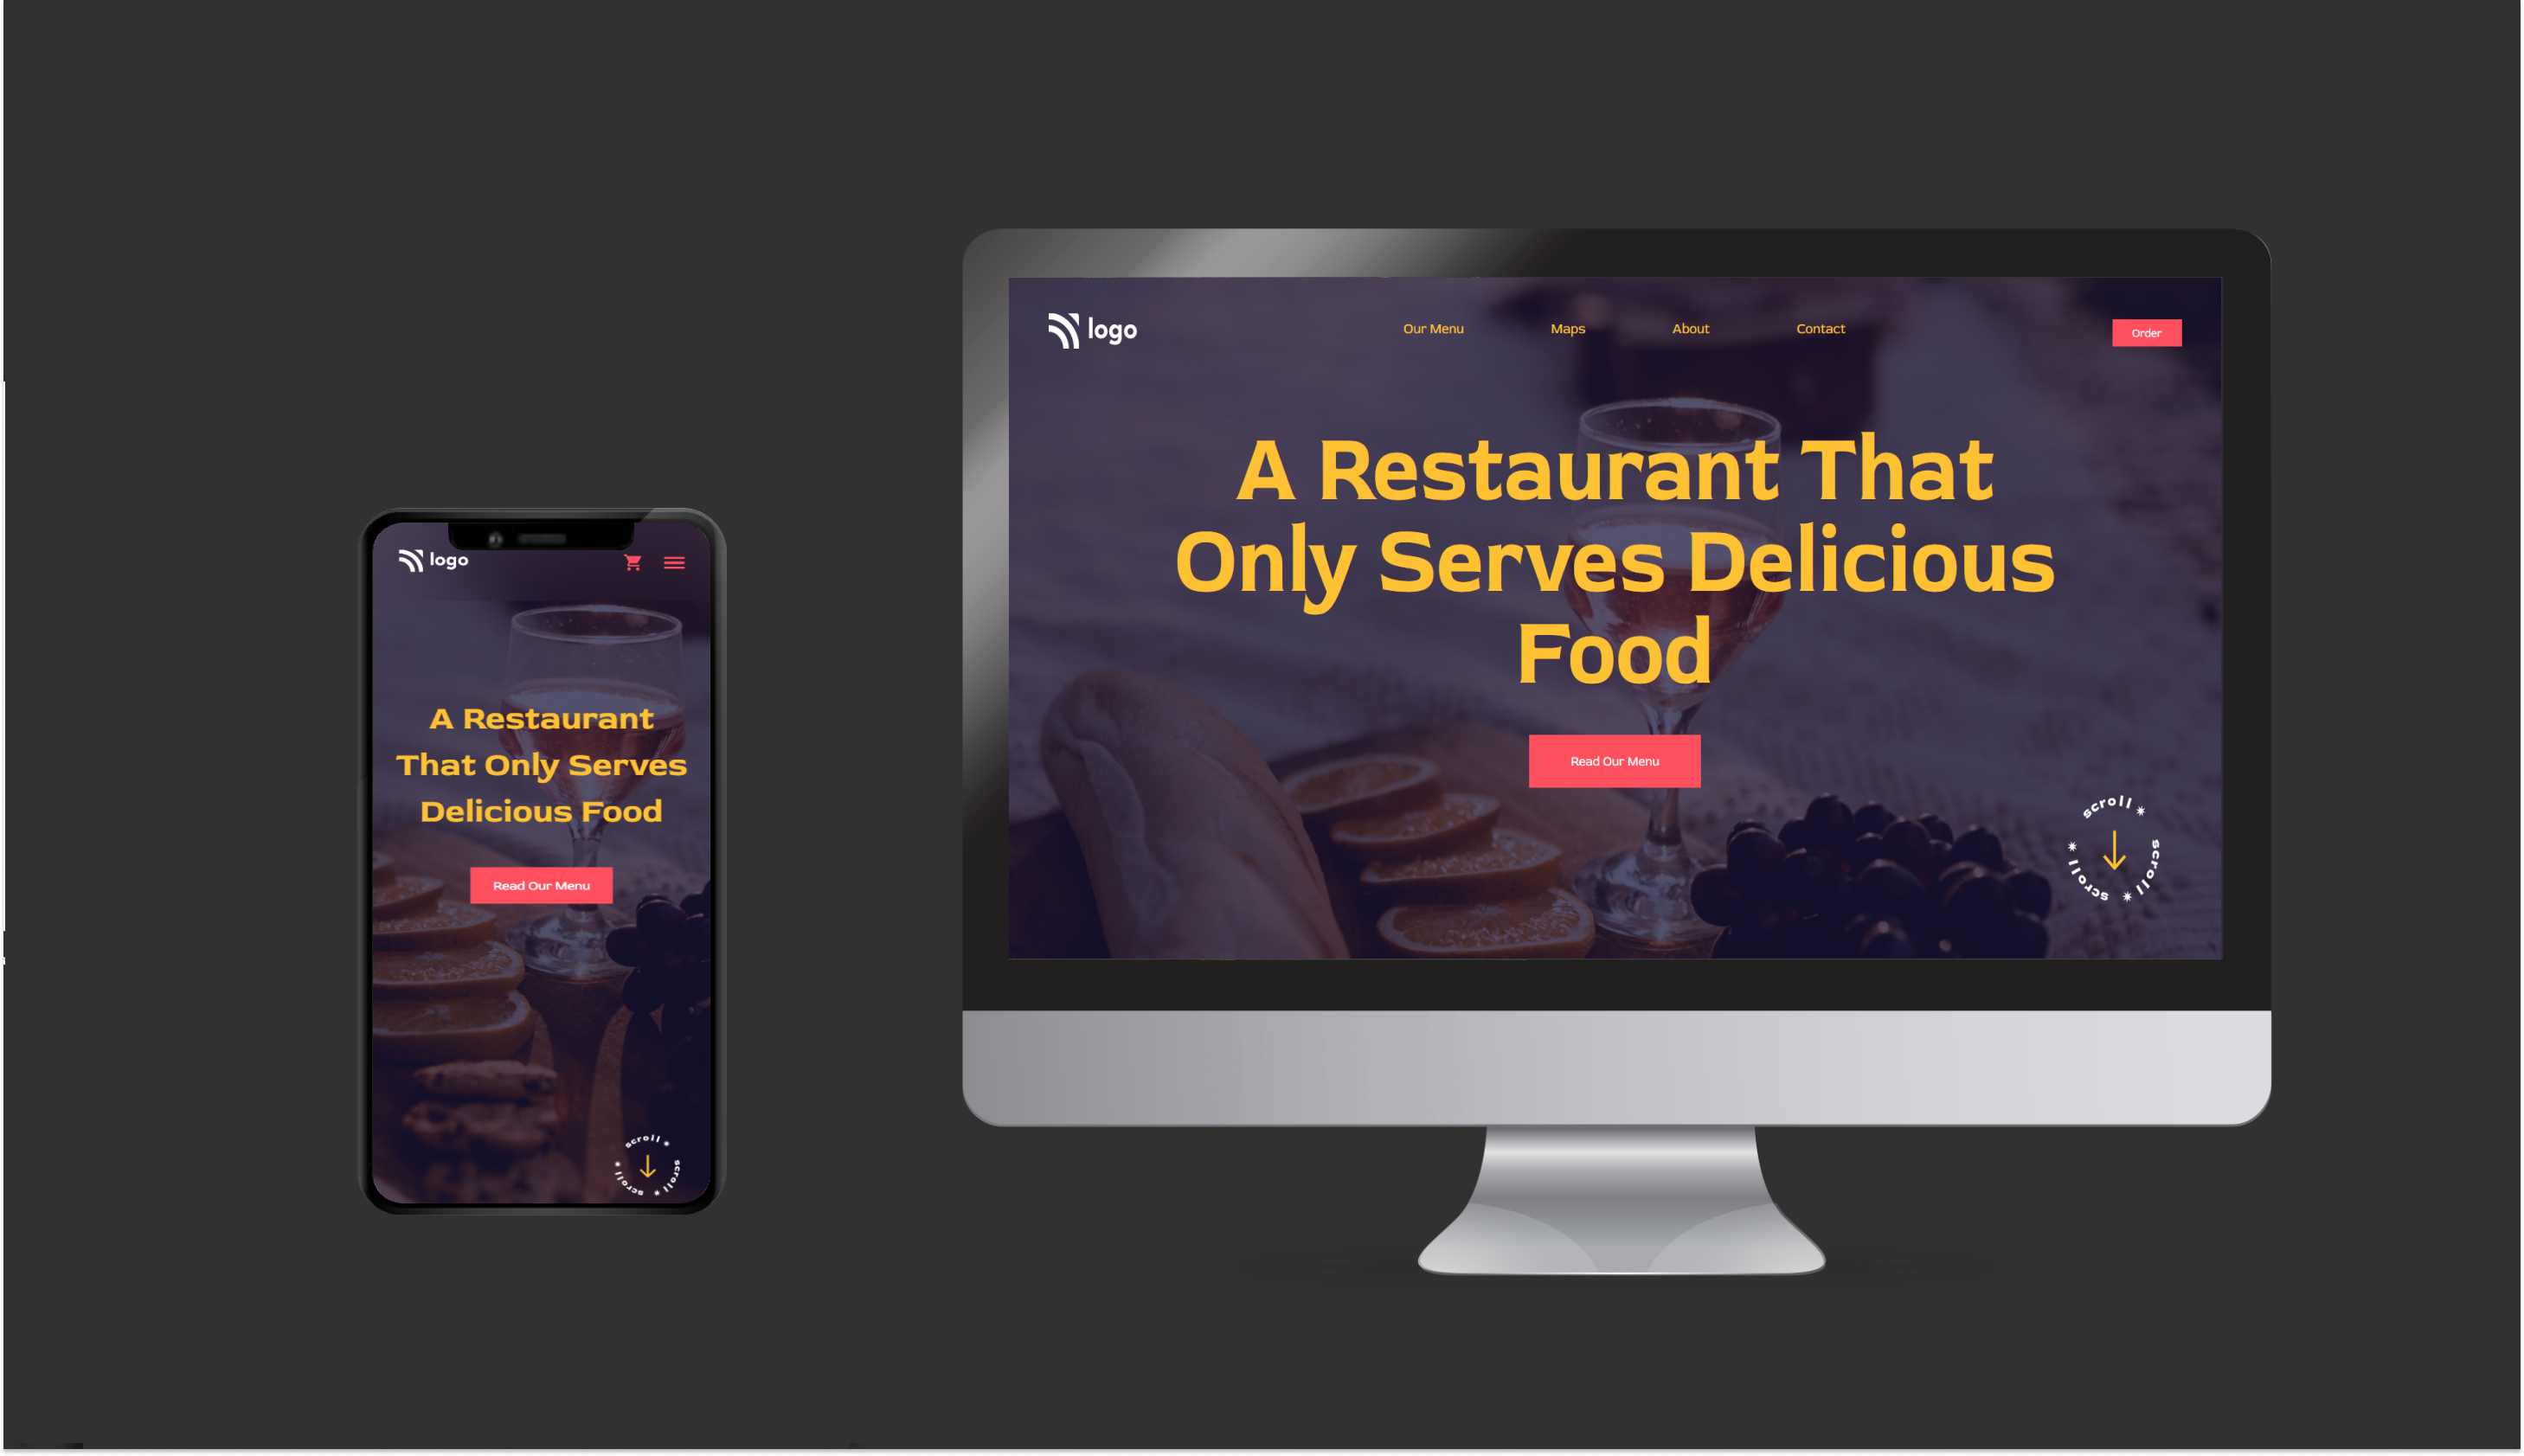 logo
A Restaurant
That Only Serves
Delicious Food
Read Our Menu
scroll * scroll * scroll *
logo
Our Menu
Maps
About
Contact
Order
A Restaurant That
Only Serves Delicious
Food
Read Our Menu
scroll * scroll * scroll *